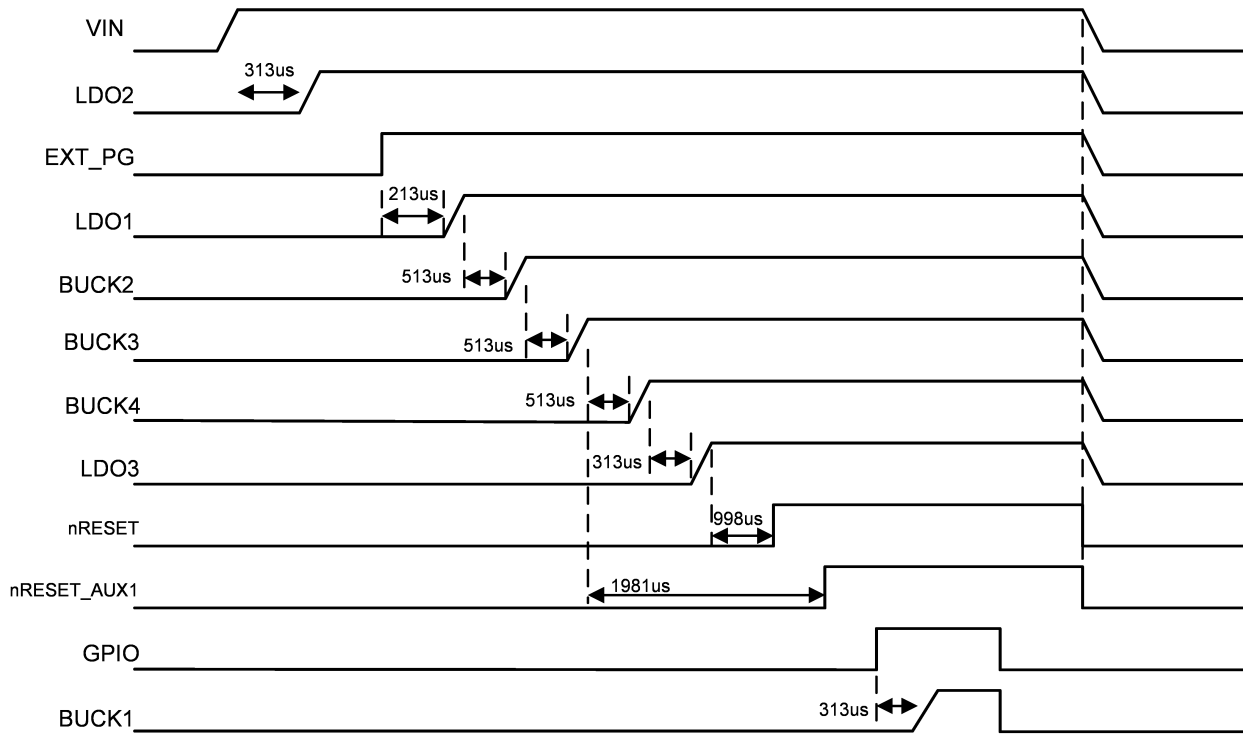 VIN
313us
LDO2
EXT_PG
213us
LDO1
513us
BUCK2
513us
BUCK3
513us
BUCK4
313us
LDO3
998us
nRESET
1981us
nRESET_AUX1
GPIO
313us
BUCK1